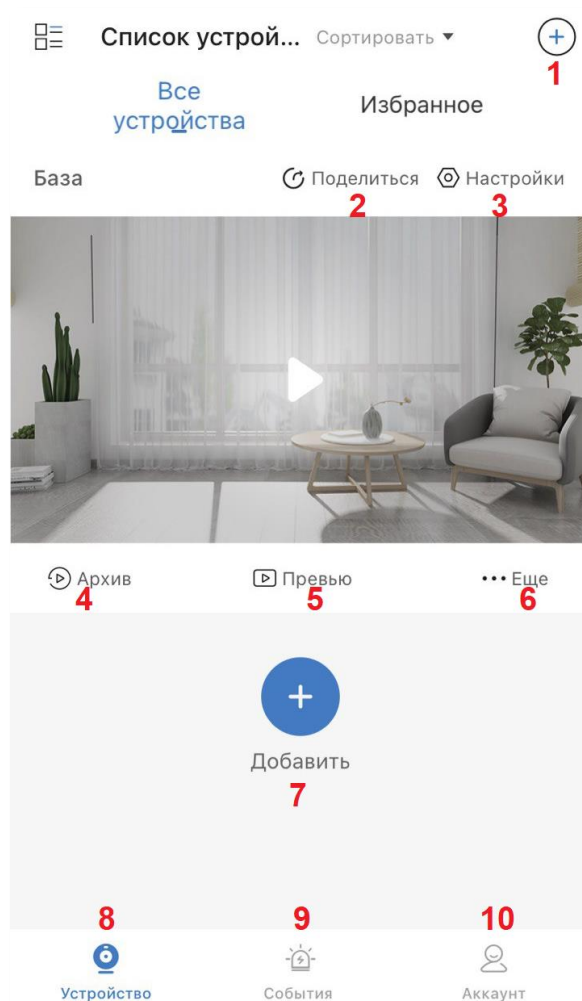 Список устрой... Сортировать ▼
1
Все
устройства
Избранное
База
Поделиться
Настройки
2
3
Архив
Превью
••• Еще
4
5
6
Добавить
7
8
9
10
Устройство
События
Аккаунт